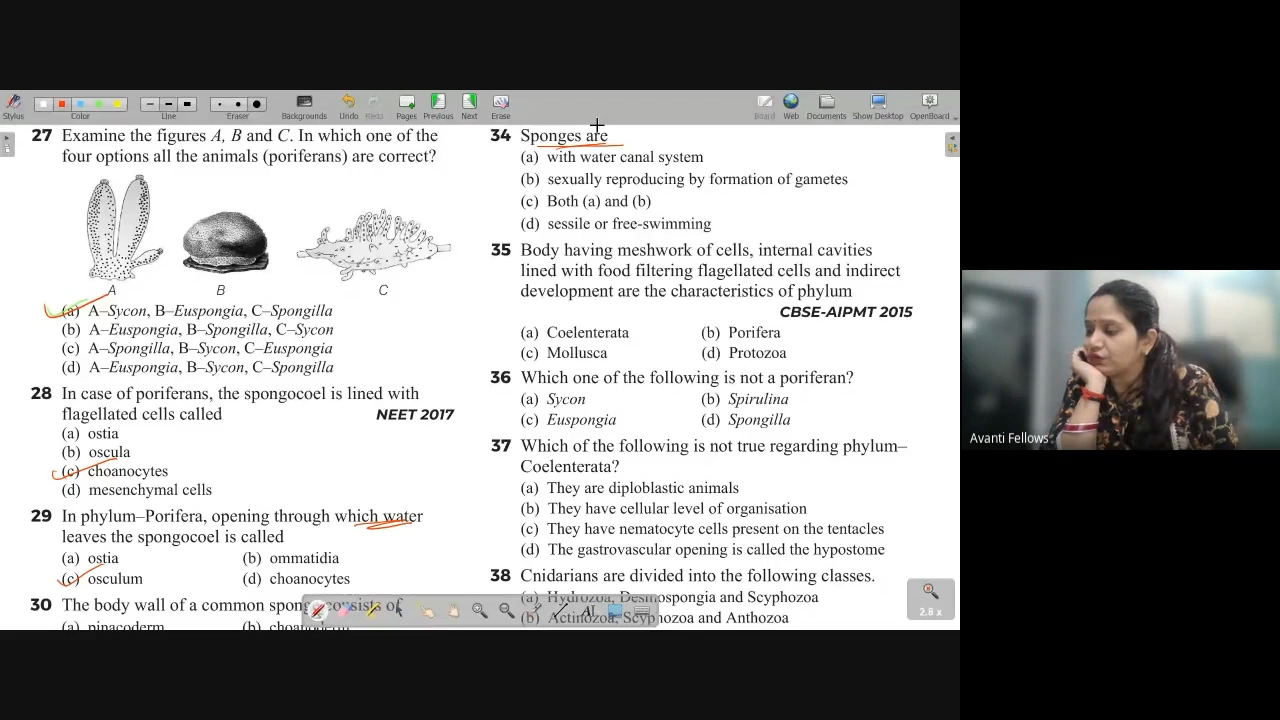 Stylus
Color
Line
Eraser
Backgrounds
Undo
Redo
Pages
Previous
Next
Erase
Board
Web
Documents
Show Desktop
OpenBoard
27 Examine the figures A, B and C. In which one of the
four options all the animals (poriferans) are correct?
A
B
C
(a) A–Sycon, B–Euspongia, C–Spongilla
(b) A–Euspongia, B–Spongilla, C–Sycon
(c) A–Spongilla, B–Sycon, C–Euspongia
(d) A–Euspongia, B–Sycon, C–Spongilla
28 In case of poriferans, the spongocoel is lined with
flagellated cells called NEET 2017
(a) ostia
(b) oscula
(c) choanocytes
(d) mesenchymal cells
29 In phylum–Porifera, opening through which water
leaves the spongocoel is called
(a) ostia (b) ommatidia
(c) osculum (d) choanocytes
30 The body wall of a common sponge consists of
(a) pinacoderm (b) choanoderm
34 Sponges are
(a) with water canal system
(b) sexually reproducing by formation of gametes
(c) Both (a) and (b)
(d) sessile or free-swimming
35 Body having meshwork of cells, internal cavities
lined with food filtering flagellated cells and indirect
development are the characteristics of phylum
CBSE-AIPMT 2015
(a) Coelenterata (b) Porifera
(c) Mollusca (d) Protozoa
36 Which one of the following is not a poriferan?
(a) Sycon (b) Spirulina
(c) Euspongia (d) Spongilla
37 Which of the following is not true regarding phylum–
Coelenterata?
(a) They are diploblastic animals
(b) They have cellular level of organisation
(c) They have nematocyte cells present on the tentacles
(d) The gastrovascular opening is called the hypostome
38 Cnidarians are divided into the following classes.
(a) Hydrozoa, Desmospongia and Scyphozoa
(b) Actinozoa, Scyphozoa and Anthozoa
2.8 x
Avanti Fellows